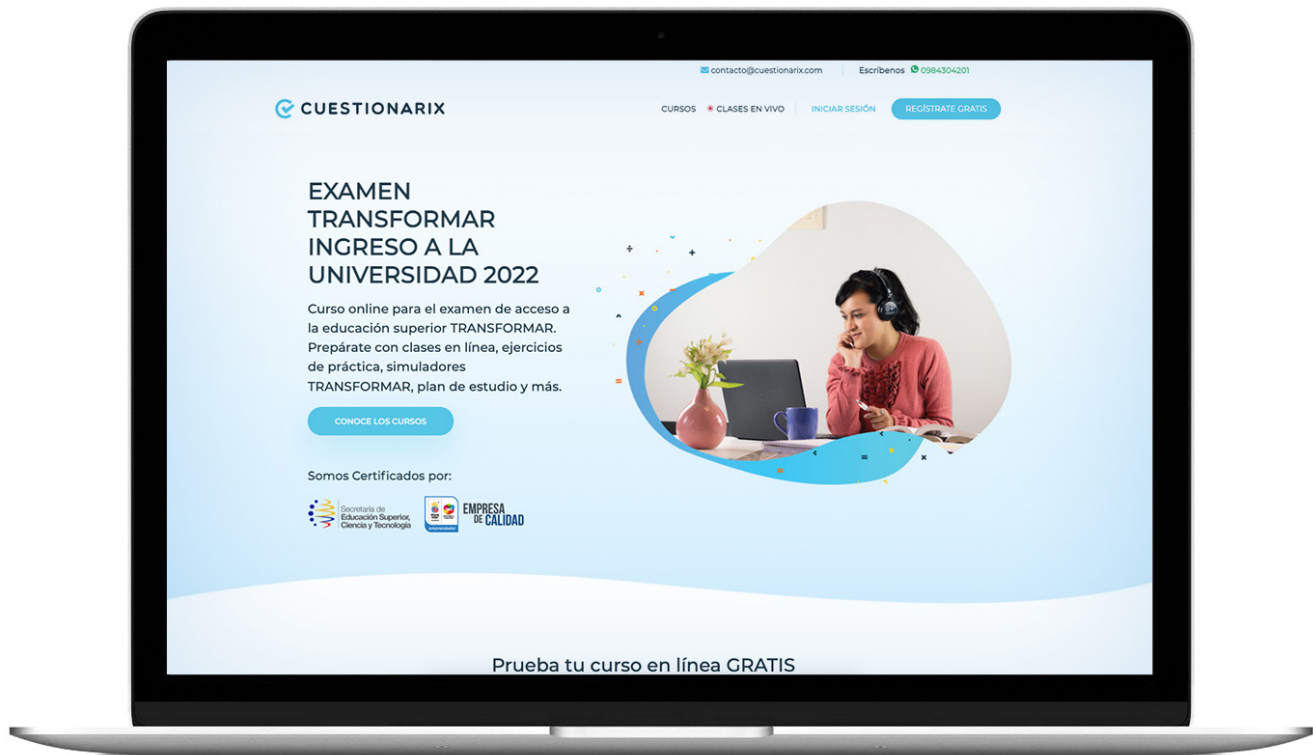 contacto@cuestionarix.com
Escríbenos 0984304201
CUESTIONARIX
CURSOS
CLASES EN VIVO
INICIAR SESIÓN
REGÍSTRATE GRATIS
EXAMEN
TRANSFORMAR
INGRESO A LA
UNIVERSIDAD 2022
Curso online para el examen de acceso a
la educación superior TRANSFORMAR.
Prepárate con clases en línea, ejercicios
de práctica, simuladores
TRANSFORMAR, plan de estudio y más.
CONOCE LOS CURSOS
Somos Certificados por:
Secretaría de
Educación Superior,
Ciencia y Tecnología
EMPRESA
DE CALIDAD
Prueba tu curso en línea GRATIS